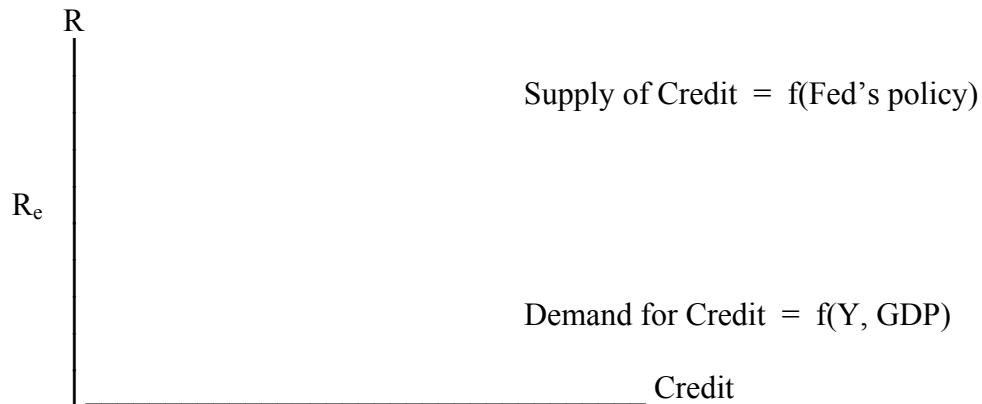 R
Supply of Credit = f(Fed’s policy)
Rₑ
Demand for Credit = f(Y, GDP)
Credit